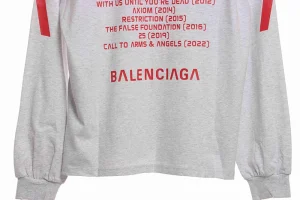 WITH US UNTIL YOU'RE DEAD (2012)
AXIOM (2014)
RESTRICTION (2015)
THE FALSE FOUNDATION (2016)
25 (2019)
CALL TO ARMS & ANGELS (2022)
BALENCIAGA